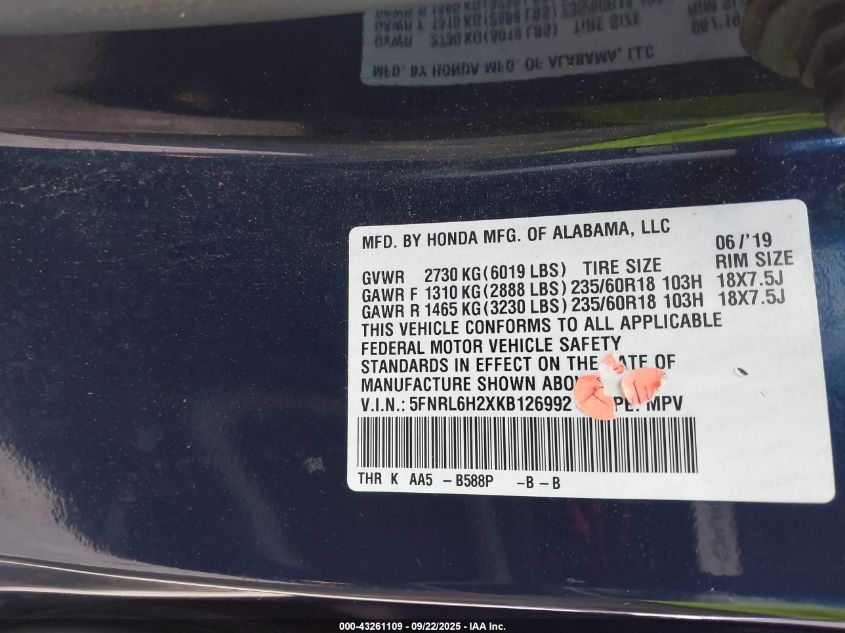 MFD. BY HONDA MFG. OF ALABAMA, LLC
06/'19
GVWR 2730 KG(6019 LBS) TIRE SIZE RIM SIZE
GAWR F 1310 KG(2888 LBS) 235/60R18 103H 18X7.5J
GAWR R 1465 KG(3230 LBS) 235/60R18 103H 18X7.5J
THIS VEHICLE CONFORMS TO ALL APPLICABLE
FEDERAL MOTOR VEHICLE SAFETY
STANDARDS IN EFFECT ON THE ATE OF
MANUFACTURE SHOWN ABOV
V.I.N.: 5FNRL6H2XKB126992 PE: MPV
THR K AA5 -B588P -B-B
000-43261109 - 09/22/2025 - IAA Inc.